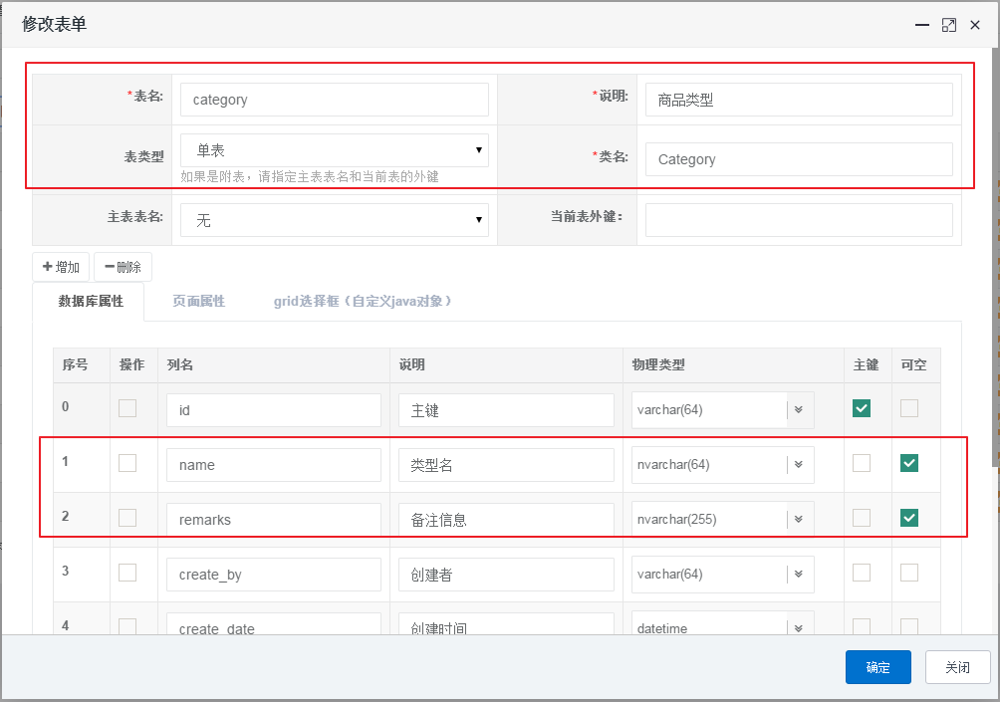 修改表单
*表名: category *说明: 商品类型
表类型 单表 *类名: Category
如果是附表，请指定主表表名和当前表的外键
主表表名: 无 当前表外键：
增加 删除
数据库属性 页面属性 grid选择框（自定义java对象）
序号 操作 列名 说明 物理类型 主键 可空
0 id 主键 varchar(64)
1 name 类型名 nvarchar(64)
2 remarks 备注信息 nvarchar(255)
3 create_by 创建者 varchar(64)
4 create_date 创建时间 datetime
确定 关闭